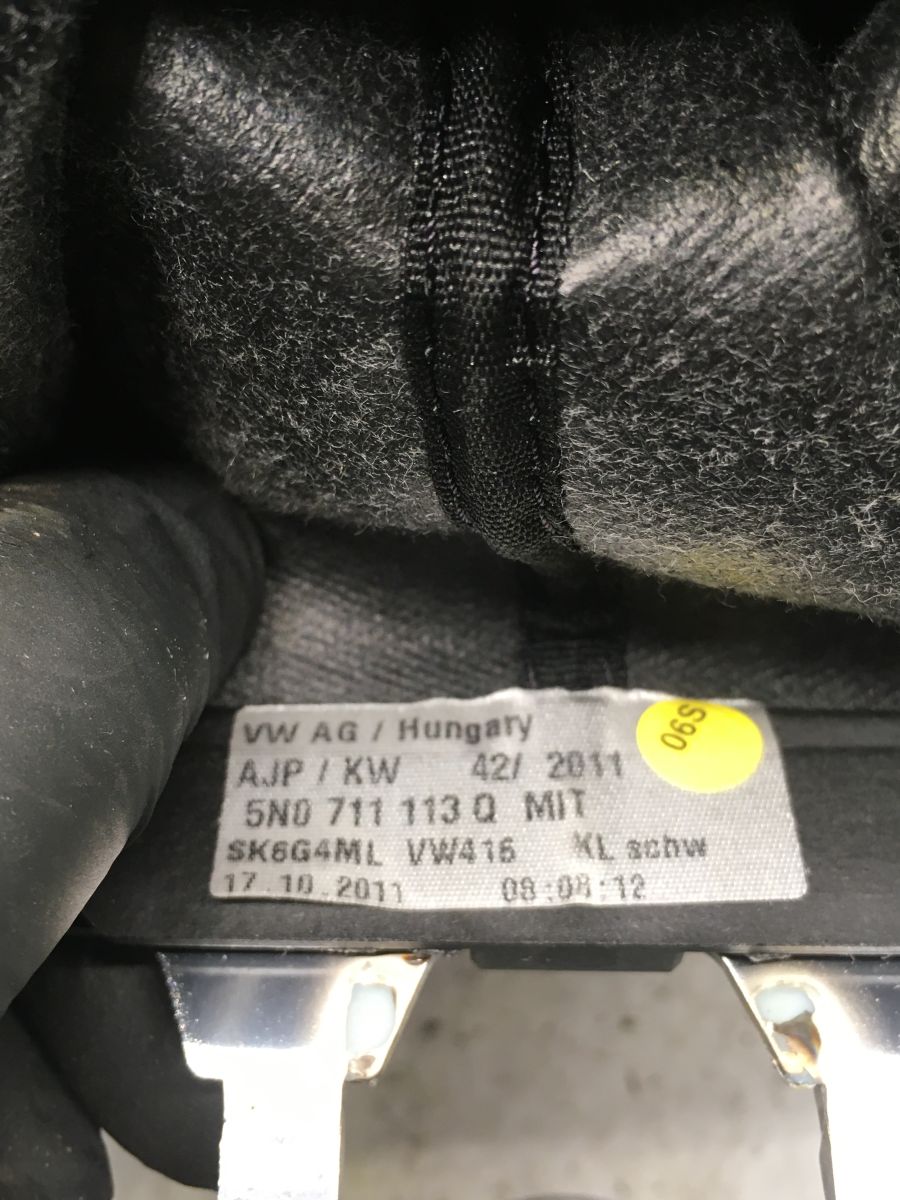 VW AG / Hungary
AJP / KW 42/ 2011
5N0 711 113 Q MIT
SK6G4ML VW416 KL schw
17.10.2011 08:08:12
S90